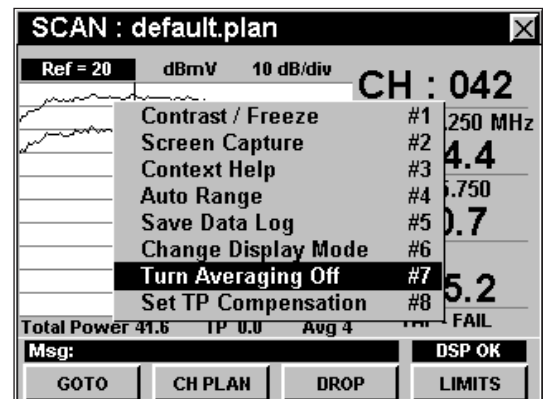 SCAN : default.plan
Ref = 20 dBmV 10 dB/div
CH : 042
.250 MHz
4.4
.750
.7
5.2
Contrast / Freeze #1
Screen Capture #2
Context Help #3
Auto Range #4
Save Data Log #5
Change Display Mode #6
Turn Averaging Off #7
Set TP Compensation #8
Total Power 41.6 TP 0.0 Avg 4
- FAIL
Msg: DSP OK
GOTO CH PLAN DROP LIMITS